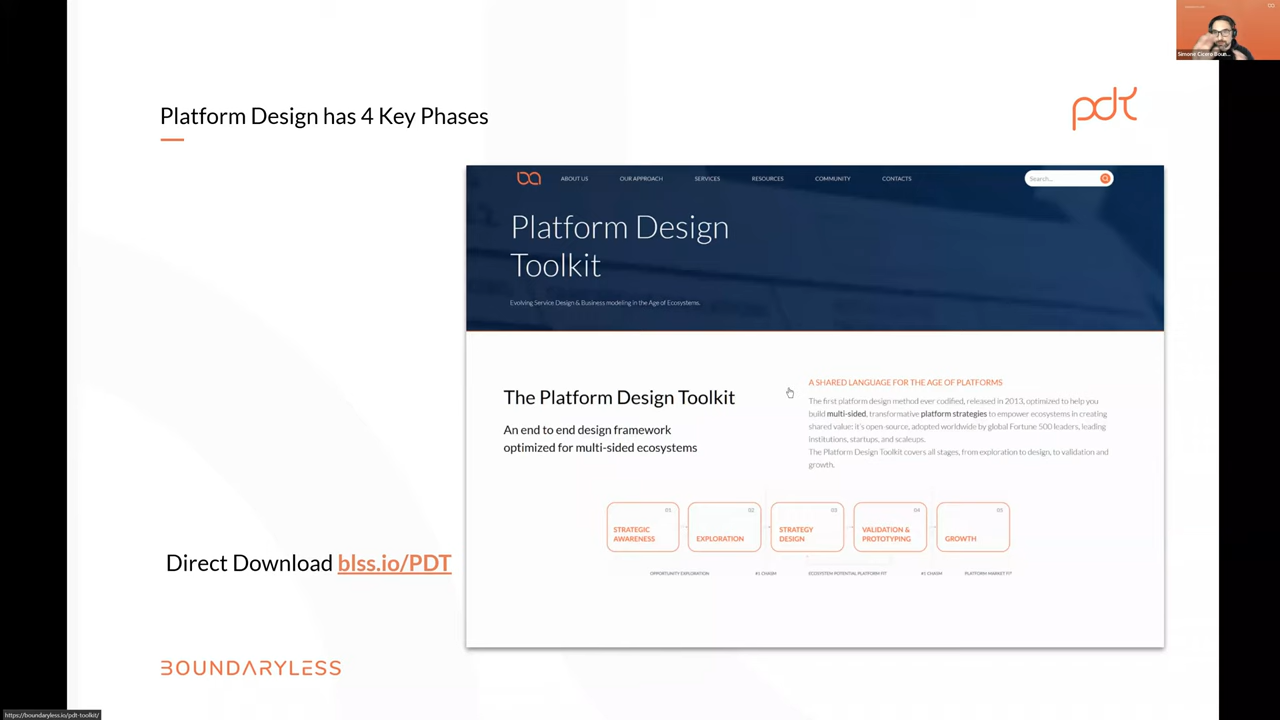 Simone Cicero Boun...
Platform Design has 4 Key Phases
pdt
ABOUT US
OUR APPROACH
SERVICES
RESOURCES
COMMUNITY
CONTACTS
Search...
Platform Design
Toolkit
Evolving Service Design & Business modeling in the Age of Ecosystems.
The Platform Design Toolkit
An end to end design framework
optimized for multi-sided ecosystems
A SHARED LANGUAGE FOR THE AGE OF PLATFORMS
The first platform design method ever codified, released in 2013, optimized to help you
build multi-sided, transformative platform strategies to empower ecosystems in creating
shared value: it's open-source, adopted worldwide by global Fortune 500 leaders, leading
institutions, startups, and scaleups.
The Platform Design Toolkit covers all stages, from exploration to design, to validation and
growth.
01
STRATEGIC
AWARENESS
02
EXPLORATION
03
STRATEGY
DESIGN
04
VALIDATION &
PROTOTYPING
05
GROWTH
OPPORTUNITY EXPLORATION
#1 CHASM
ECOSYSTEM POTENTIAL PLATFORM FIT
#1 CHASM
PLATFORM MARKET FIT
Direct Download blss.io/PDT
BOUNDARYLESS
https://boundaryless.io/pdt-toolkit/